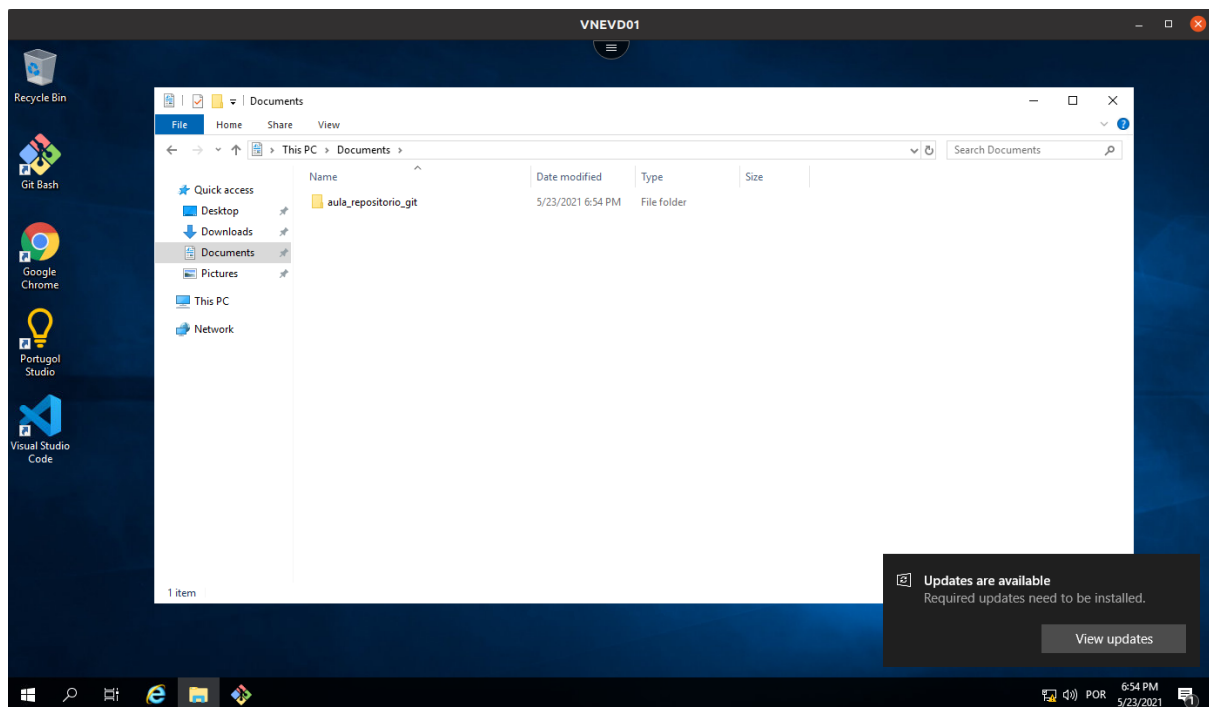 VNEVD01
Recycle Bin
Git Bash
Google
Chrome
Portugol
Studio
Visual Studio
Code
Documents
File Home Share View
This PC > Documents >
Search Documents
Quick access
Desktop
Downloads
Documents
Pictures
This PC
Network
Name Date modified Type Size
aula_repositorio_git 5/23/2021 6:54 PM File folder
1 item
Updates are available
Required updates need to be installed.
View updates
POR
6:54 PM
5/23/2021
1